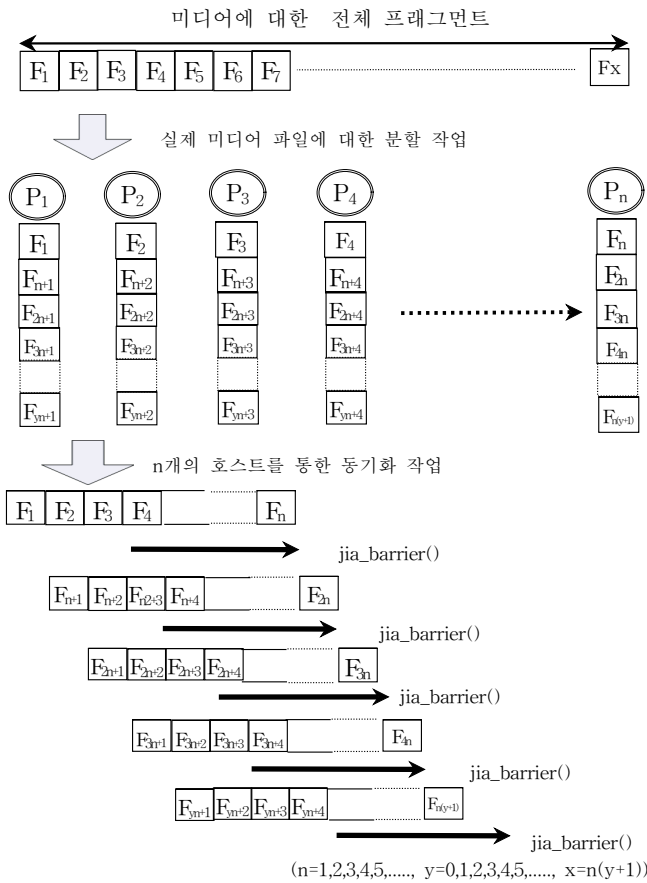 미디어에 대한 전체 프래그먼트
F1 F2 F3 F4 F5 F6 F7 Fx
실제 미디어 파일에 대한 분할 작업
P1 P2 P3 P4 Pn
F1 F2 F3 F4 Fn
Fn+1 Fn+2 Fn+3 Fn+4 F2n
F2n+1 F2n+2 F2n+3 F2n+4 F3n
F3n+1 F3n+2 F3n+3 F3n+4 F4n
Fyn+1 Fyn+2 Fyn+3 Fyn+4 Fn(y+1)
n개의 호스트를 통한 동기화 작업
F1 F2 F3 F4 Fn
jia_barrier()
Fn+1 Fn+2 Fn2+3 Fn+4 F2n
jia_barrier()
F2n+1 F2n+2 F2n+3 F2n+4 F3n
jia_barrier()
F3n+1 F3n+2 F3n+3 F3n+4 F4n
jia_barrier()
Fyn+1 Fyn+2 Fyn+3 Fyn+4 Fn(y+1)
jia_barrier()
(n=1,2,3,4,5,....., y=0,1,2,3,4,5,....., x=n(y+1))